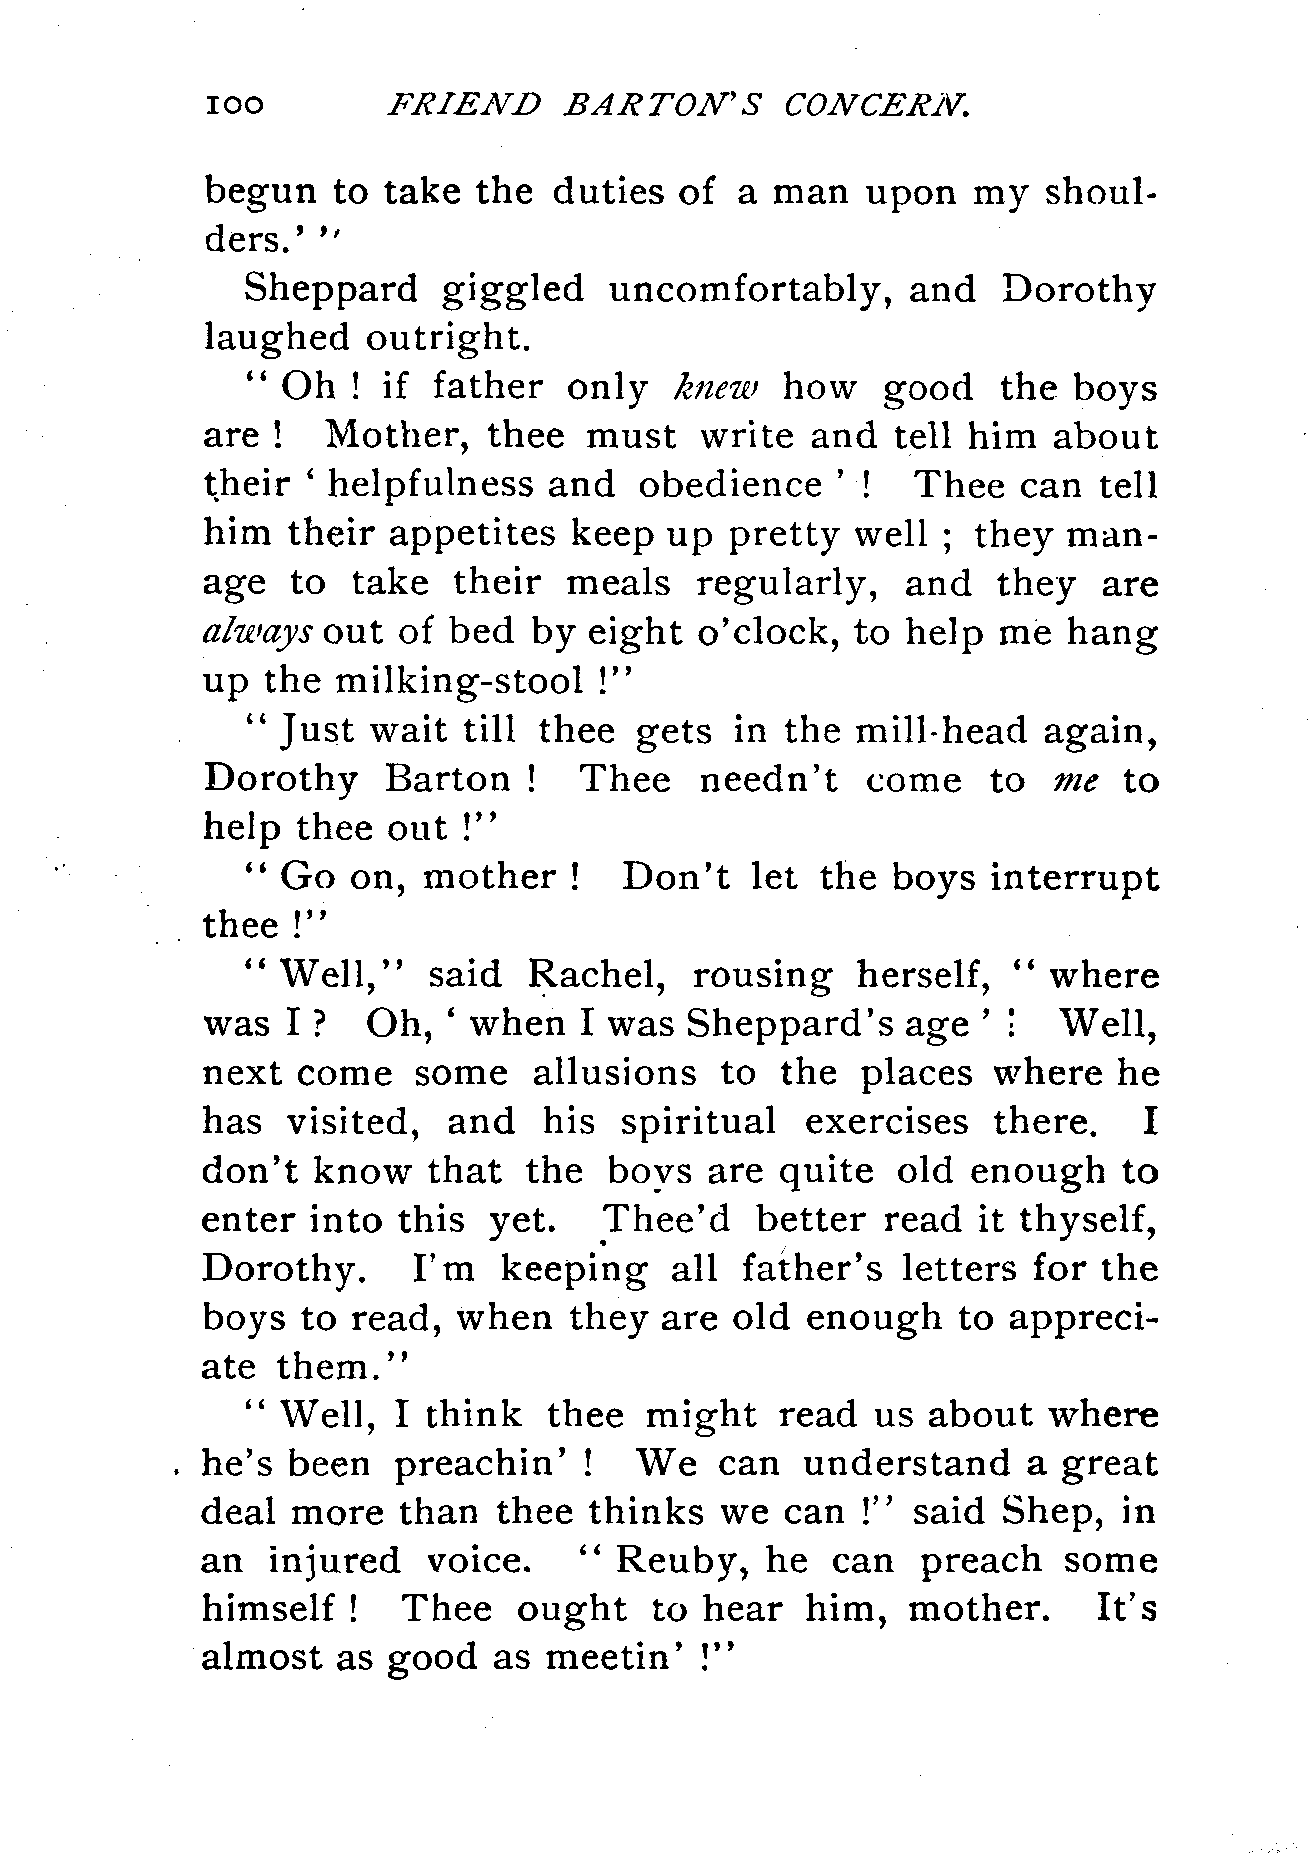 100 FRIEND BARTON'S CONCERN.
begun to take the duties of a man upon my shoul-
ders.' "
Sheppard giggled uncomfortably, and Dorothy
laughed outright.
" Oh ! if father only knew how good the boys
are ! Mother, thee must write and tell him about
their ' helpfulness and obedience ' ! Thee can tell
him their appetites keep up pretty well ; they man-
age to take their meals regularly, and they are
always out of bed by eight o'clock, to help me hang
up the milking-stool !"
" Just wait till thee gets in the mill-head again,
Dorothy Barton ! Thee needn't come to me to
help thee out !"
" Go on, mother ! Don't let the boys interrupt
thee !"
" Well," said Rachel, rousing herself, " where
was I ? Oh, ' when I was Sheppard's age ' ! Well,
next come some allusions to the places where he
has visited, and his spiritual exercises there. I
don't know that the boys are quite old enough to
enter into this yet. Thee'd better read it thyself,
Dorothy. I'm keeping all father's letters for the
boys to read, when they are old enough to appreci-
ate them."
" Well, I think thee might read us about where
he's been preachin' ! We can understand a great
deal more than thee thinks we can !" said Shep, in
an injured voice. " Reuby, he can preach some
himself ! Thee ought to hear him, mother. It's
almost as good as meetin' !"